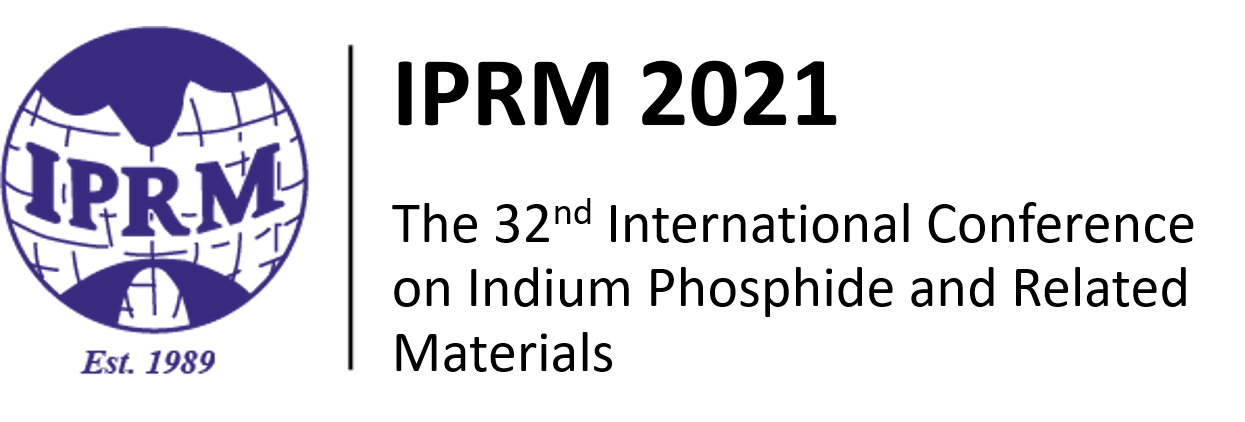 IPRM
Est. 1989
IPRM 2021
The 32nd International Conference
on Indium Phosphide and Related
Materials